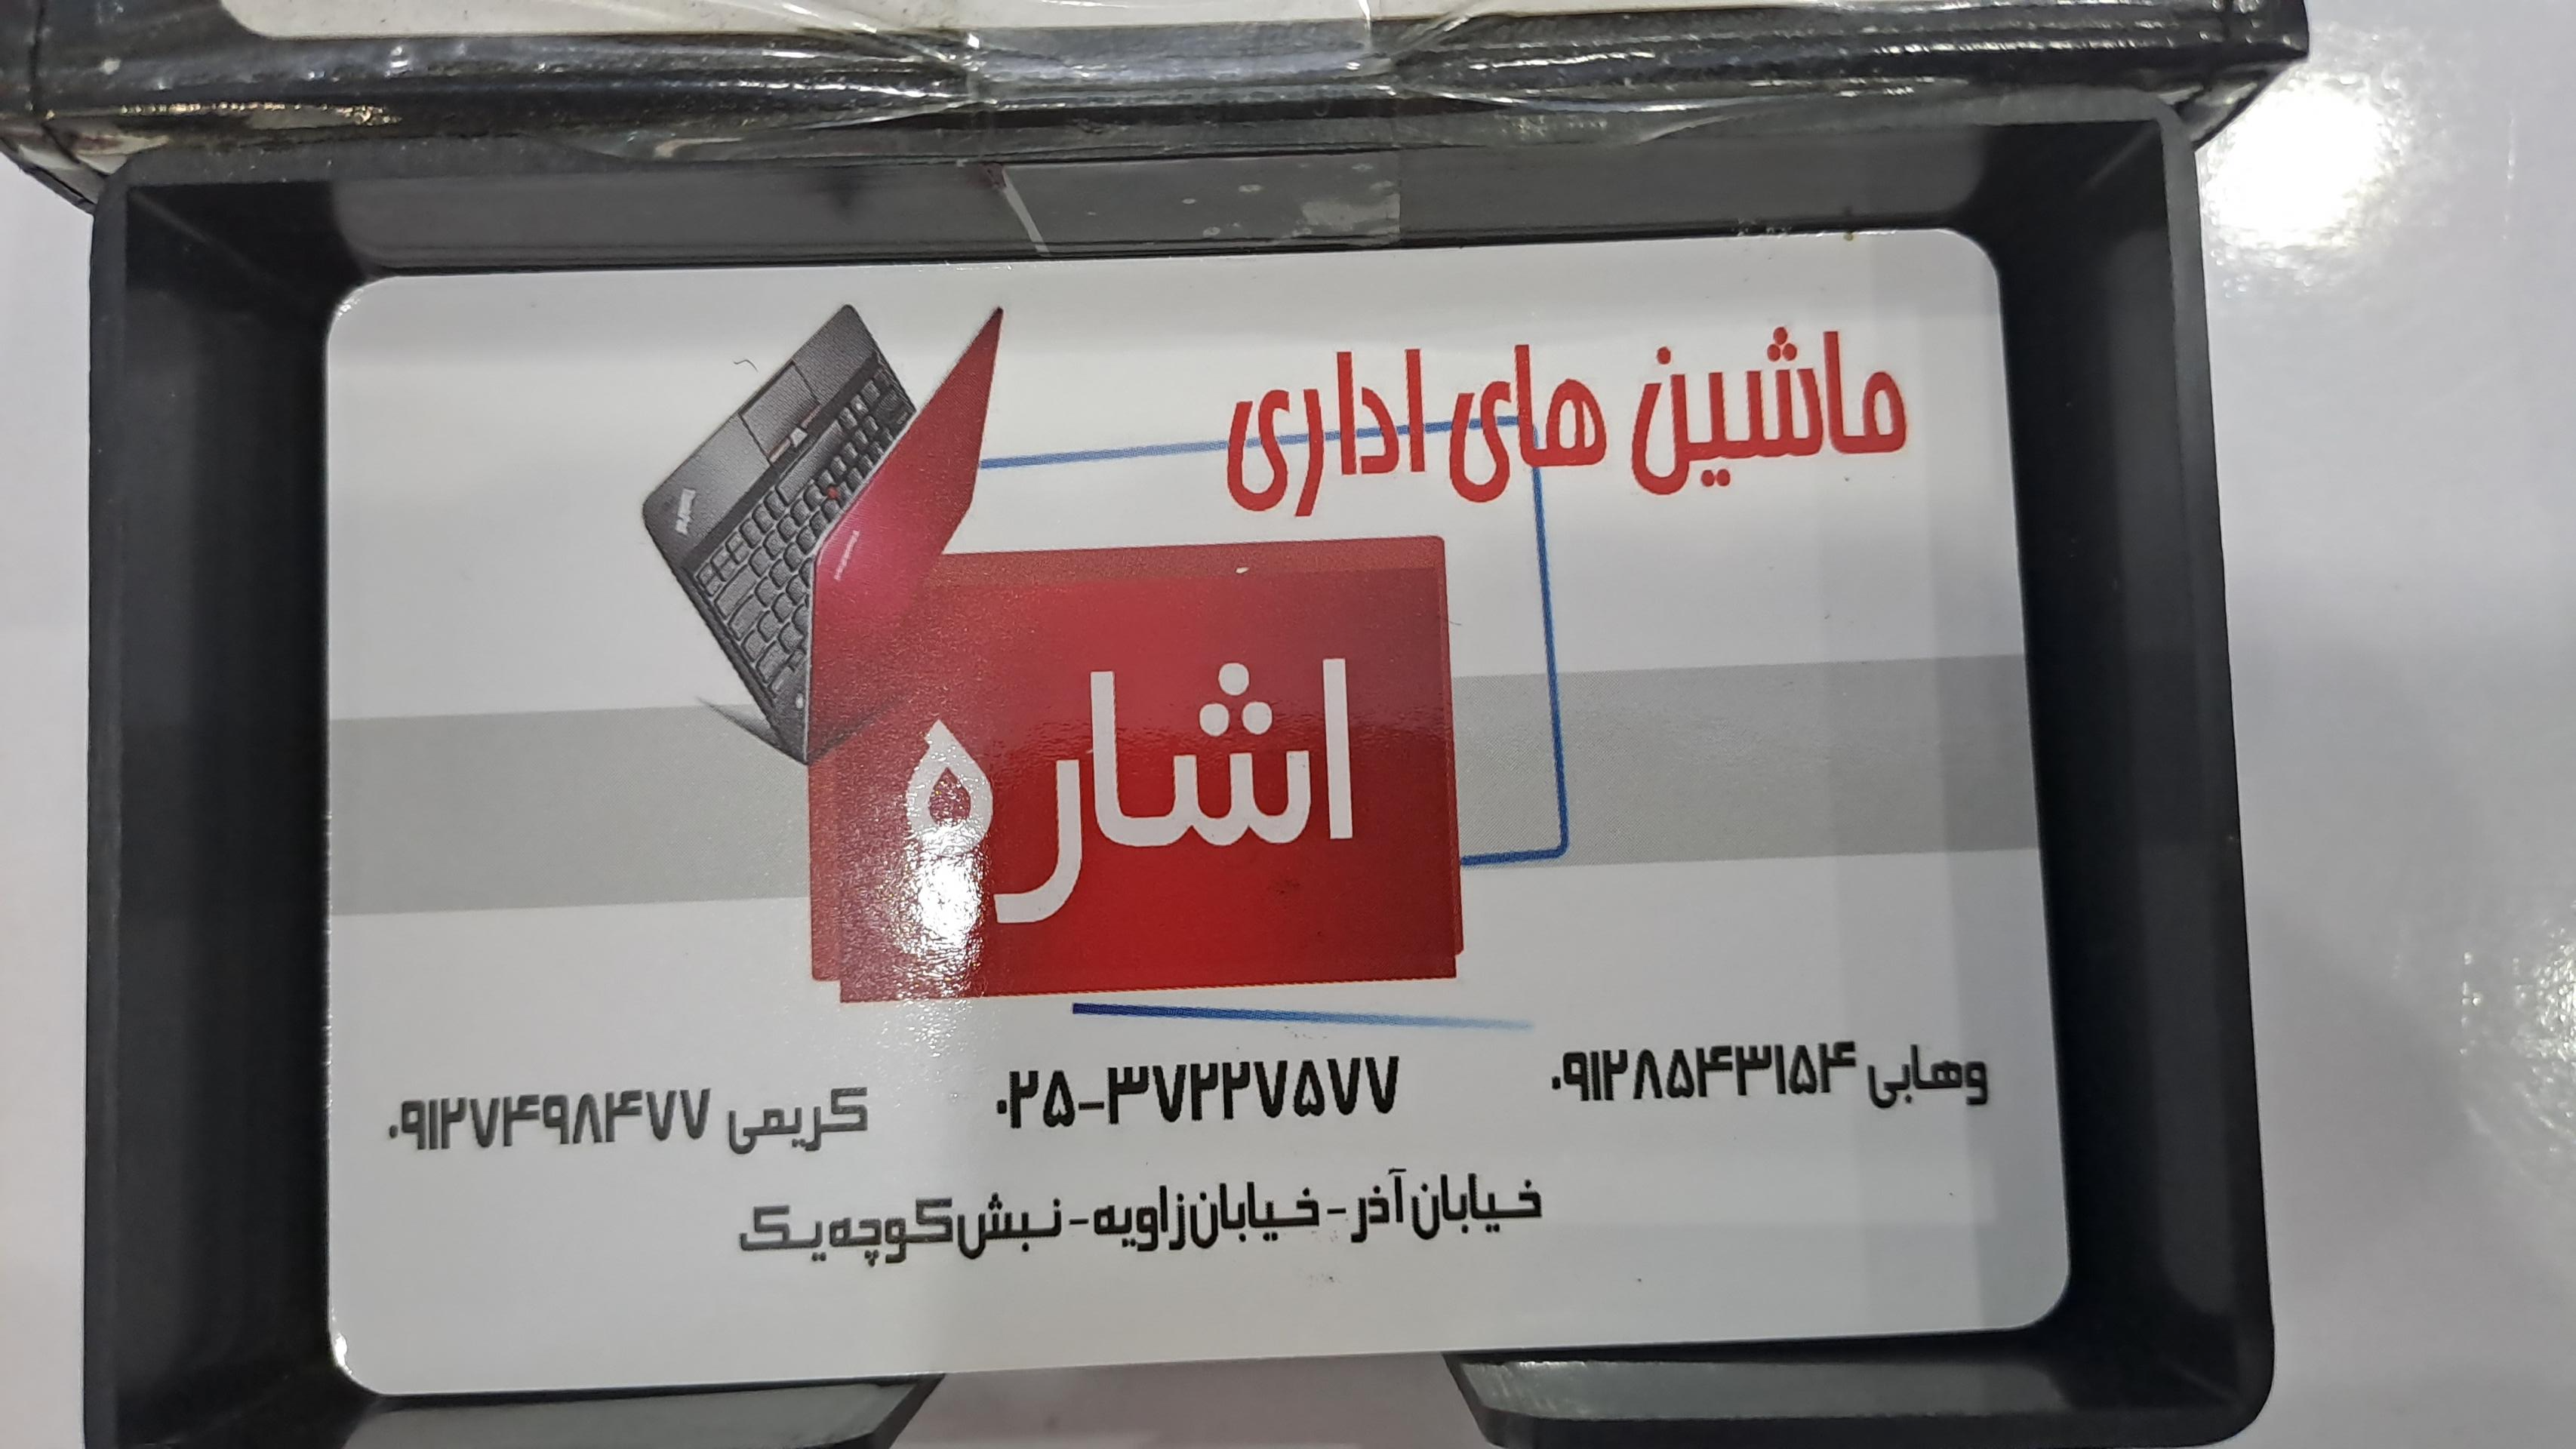 ماشین های اداری
اشاره
وهابی ۰۹۱۲۸۵۴۳۱۵۴
۰۲۵-۳۷۲۲۷۵۷۷
کریمی ۰۹۱۲۷۴۹۸۴۷۷
خیابان آذر - خیابان زاویه - نبش کوچه یک